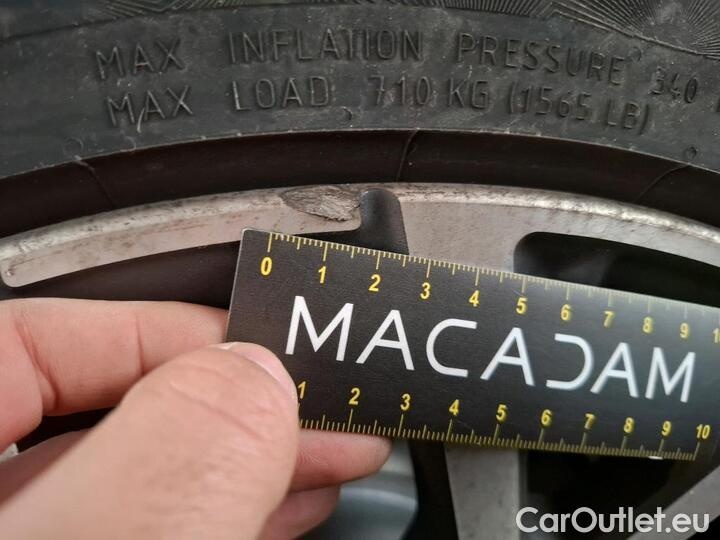 MAX INFLATION PRESSURE 340
MAX LOAD 710 KG (1565 LB)
0 1 2 3 4 5 6 7 8 9
MACADAM
1 2 3 4 5 6 7 8 9 10
CarOutlet.eu